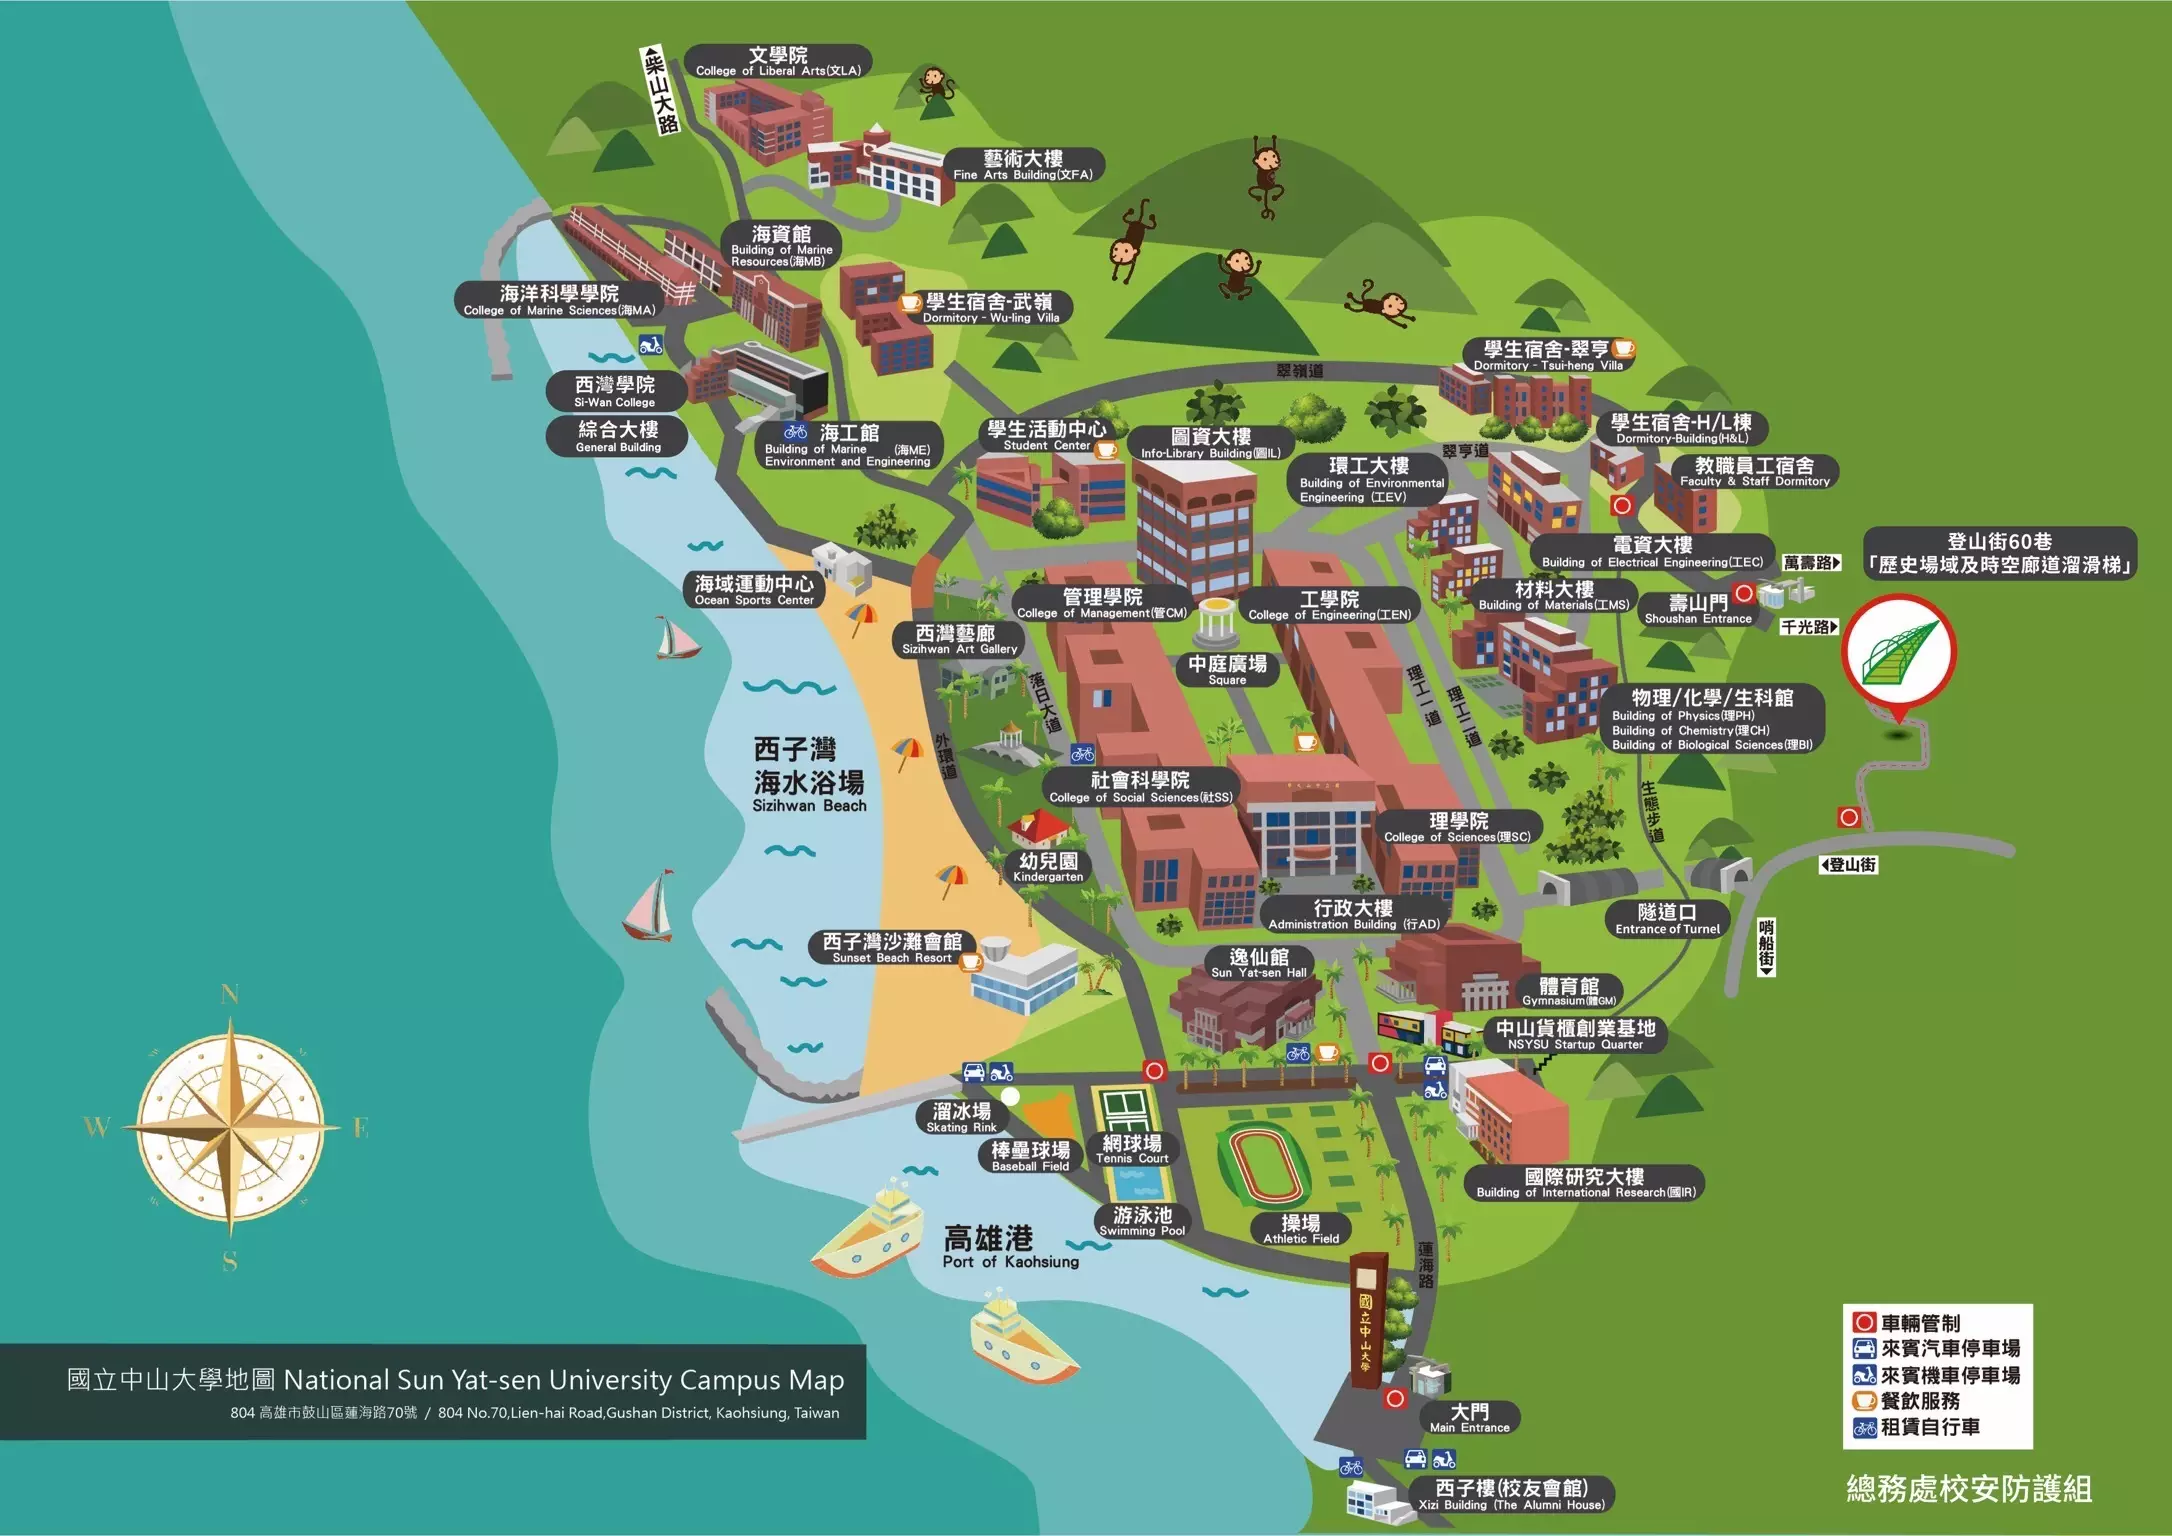 柴山大路
文學院
College of Liberal Arts(文LA)
藝術大樓
Fine Arts Building(文FA)
海資館
Building of Marine
Resources(海MB)
海洋科學學院
College of Marine Sciences(海MA)
學生宿舍-武嶺
Dormitory - Wu-ling Villa
西灣學院
Si-Wan College
綜合大樓
General Building
海工館
Building of Marine (海ME)
Environment and Engineering
翠嶺道
學生宿舍-翠亨
Dormitory - Tsui-heng Villa
學生活動中心
Student Center
圖資大樓
Info-Library Building(圖IL)
環工大樓
Building of Environmental
Engineering (工EV)
翠亨道
學生宿舍-H/L棟
Dormitory-Building(H&L)
教職員工宿舍
Faculty & Staff Dormitory
電資大樓
Building of Electrical Engineering(工EC)
萬壽路
登山街60巷
「歷史場域及時空廊道溜滑梯」
海域運動中心
Ocean Sports Center
管理學院
College of Management(管CM)
工學院
College of Engineering(工EN)
材料大樓
Building of Materials(工MS)
壽山門
Shoushan Entrance
千光路
西灣藝廊
Sizihwan Art Gallery
中庭廣場
Square
落日大道
外環道
理工一道
理工二道
物理/化學/生科館
Building of Physics(理PH)
Building of Chemistry(理CH)
Building of Biological Sciences(理BI)
西子灣
海水浴場
Sizihwan Beach
社會科學院
College of Social Sciences(社SS)
理學院
College of Sciences(理SC)
生態步道
幼兒園
Kindergarten
登山街
行政大樓
Administration Building (行AD)
隧道口
Entrance of Turnel
哨船街
西子灣沙灘會館
Sunset Beach Resort
逸仙館
Sun Yat-sen Hall
體育館
Gymnasium(體GM)
中山貨櫃創業基地
NSYSU Startup Quarter
溜冰場
Skating Rink
棒壘球場
Baseball Field
網球場
Tennis Court
游泳池
Swimming Pool
操場
Athletic Field
國際研究大樓
Building of International Research(國IR)
高雄港
Port of Kaohsiung
蓮海路
國立中山大學
大門
Main Entrance
西子樓(校友會館)
Xizi Building (The Alumni House)
N
W
E
S
國立中山大學地圖 National Sun Yat-sen University Campus Map
804 高雄市鼓山區蓮海路70號 / 804 No.70,Lien-hai Road,Gushan District, Kaohsiung, Taiwan
車輛管制
來賓汽車停車場
來賓機車停車場
餐飲服務
租賃自行車
總務處校安防護組